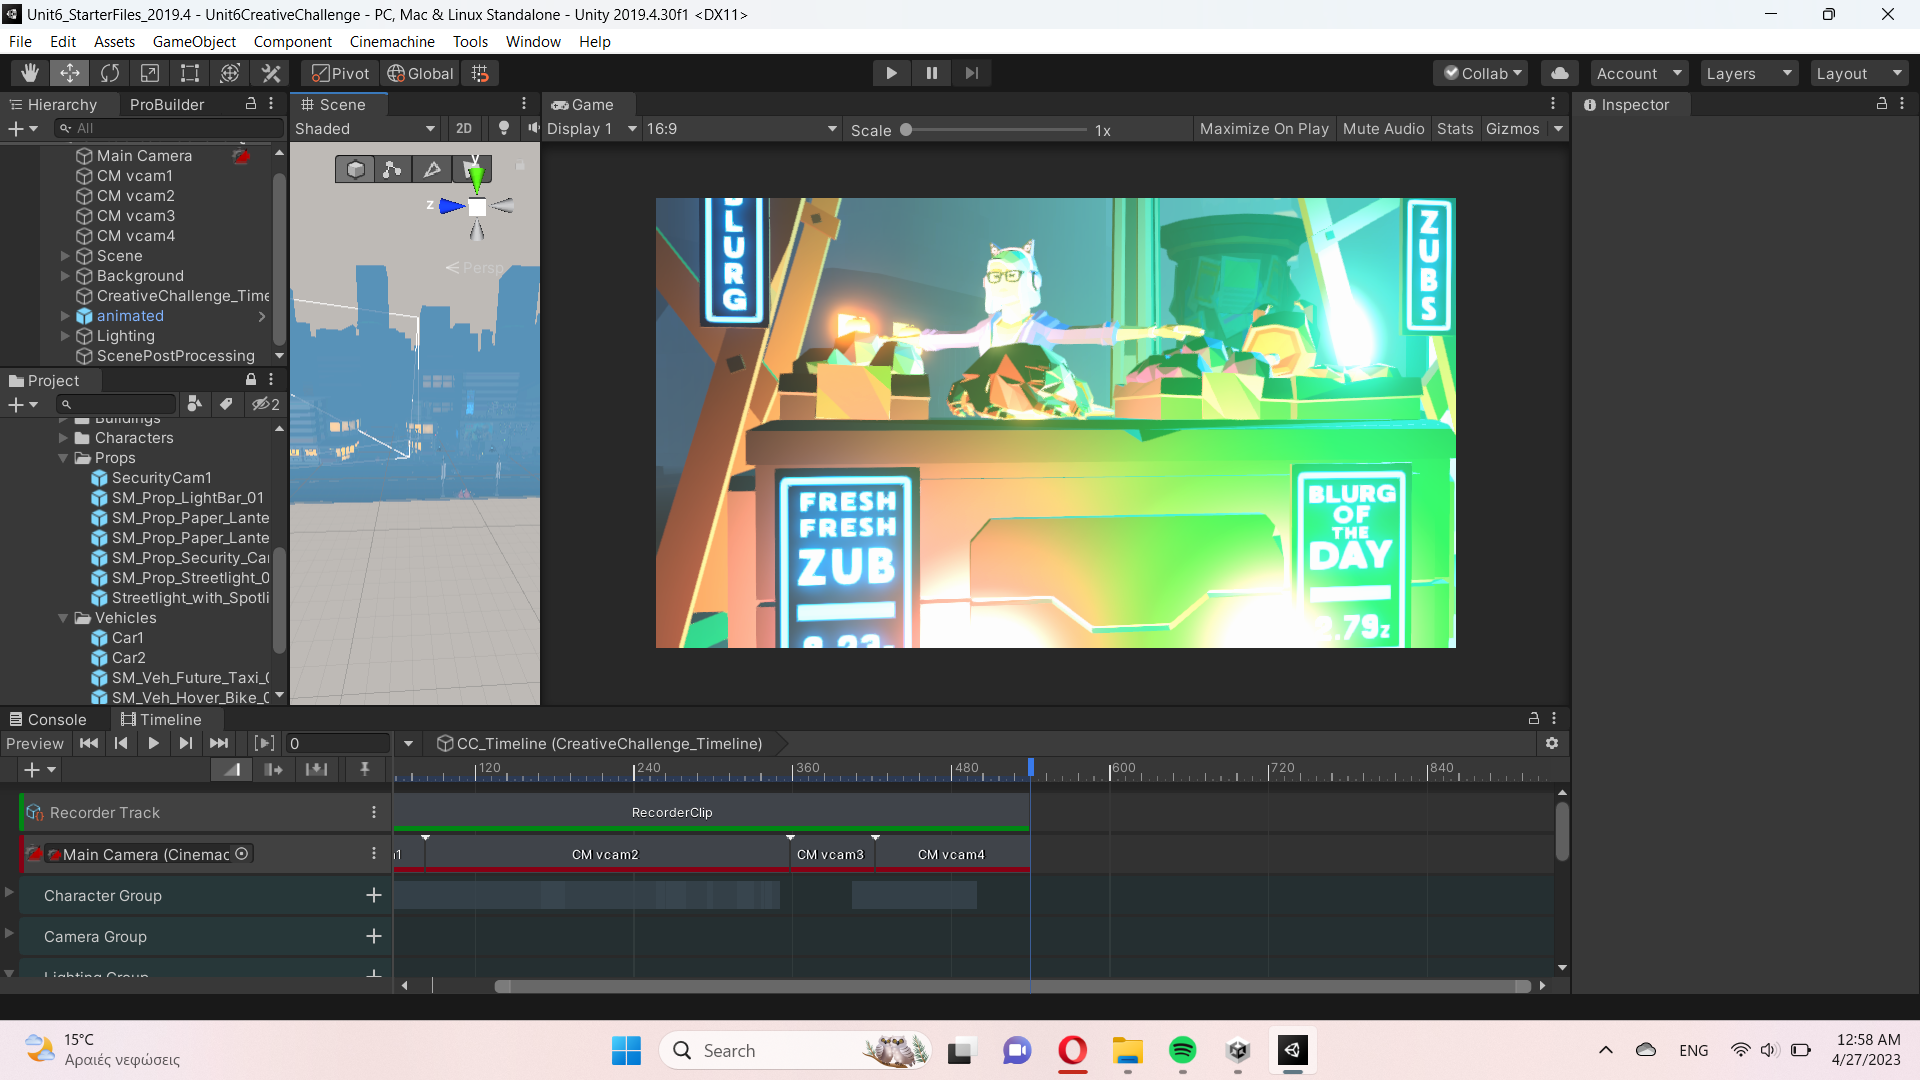 Unit6_StarterFiles_2019.4 - Unit6CreativeChallenge - PC, Mac & Linux Standalone - Unity 2019.4.30f1 <DX11>
File Edit Assets GameObject Component Cinemachine Tools Window Help
Pivot Global Collab Account Layers Layout
Hierarchy ProBuilder
All
Main Camera
CM vcam1
CM vcam2
CM vcam3
CM vcam4
Scene
Background
CreativeChallenge_Time
animated
Lighting
ScenePostProcessing
Project
2
Buildings
Characters
Props
SecurityCam1
SM_Prop_LightBar_01
SM_Prop_Paper_Lante
SM_Prop_Paper_Lante
SM_Prop_Security_Ca
SM_Prop_Streetlight_0
Streetlight_with_Spotli
Vehicles
Car1
Car2
SM_Veh_Future_Taxi_
SM_Veh_Hover_Bike_
Scene
Shaded 2D
y
z
Persp
Game
Display 1 16:9 Scale 1x Maximize On Play Mute Audio Stats Gizmos
BLURG
ZUBS
FRESH
FRESH
ZUB
BLURG
OF
THE
DAY
2.79z
Inspector
Console Timeline
Preview 0 CC_Timeline (CreativeChallenge_Timeline)
120 240 360 480 600 720 840
Recorder Track RecorderClip
Main Camera (Cinemac CM vcam2 CM vcam3 CM vcam4
Character Group
Camera Group
Lighting Group
15°C
Αραιές νεφώσεις
Search
ENG
12:58 AM
4/27/2023